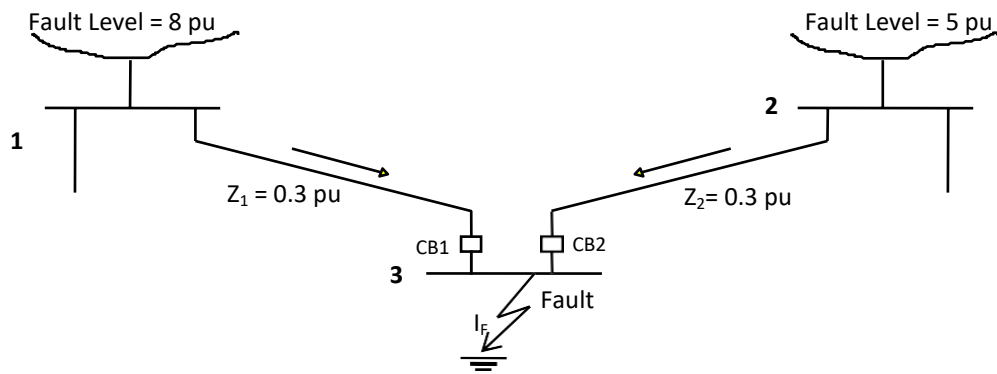 Fault Level = 8 pu
Fault Level = 5 pu
1
2
Z₁ = 0.3 pu
Z₂= 0.3 pu
CB1
CB2
3
Fault
I_F